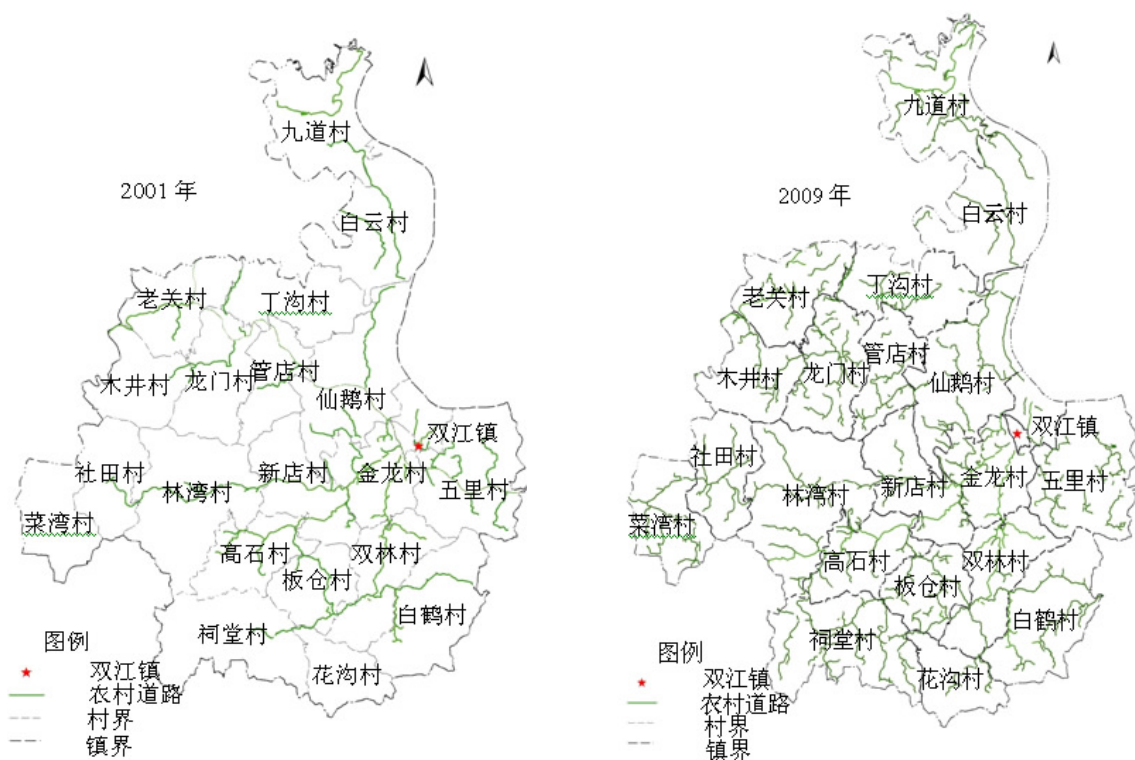 九道村
2001 年
白云村
老关村
丁沟村
木井村
龙门村
管店村
仙鹅村
双江镇
社田村
新店村
金龙村
林湾村
五里村
菜湾村
高石村
双林村
板仓村
白鹤村
祠堂村
花沟村
图例
双江镇
农村道路
村界
镇界
九道村
2009 年
白云村
老关村
丁沟村
管店村
木井村
龙门村
仙鹅村
双江镇
社田村
金龙村
五里村
林湾村
新店村
菜湾村
高石村
双林村
板仓村
白鹤村
祠堂村
花沟村
图例
双江镇
农村道路
村界
镇界